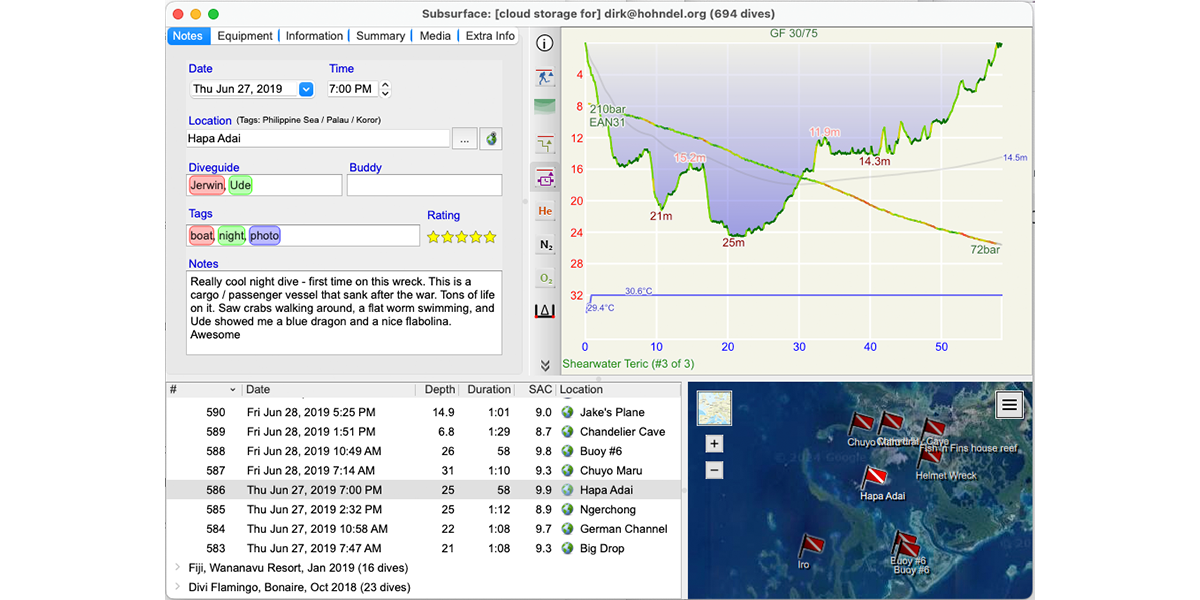 Subsurface: [cloud storage for] dirk@hohndel.org (694 dives)
Notes Equipment Information Summary Media Extra Info
Date Time
Thu Jun 27, 2019 7:00 PM
Location (Tags: Philippine Sea / Palau / Koror)
Hapa Adai ...
Diveguide Buddy
Jerwin, Ude
Tags
boat, night, photo
Rating
Notes
Really cool night dive - first time on this wreck. This is a
cargo / passenger vessel that sank after the war. Tons of life
on it. Saw crabs walking around, a flat worm swimming, and
Ude showed me a blue dragon and a nice flabolina.
Awesome
He
N₂
O₂
GF 30/75
4
8
12
16
20
24
28
32
210bar
EAN31
15.2m
11.9m
14.3m
14.5m
21m
25m
72bar
30.6°C
29.4°C
0 10 20 30 40 50
Shearwater Teric (#3 of 3)
# Date Depth Duration SAC Location
590 Fri Jun 28, 2019 5:25 PM 14.9 1:01 9.0 Jake's Plane
589 Fri Jun 28, 2019 1:51 PM 6.8 1:29 8.7 Chandelier Cave
588 Fri Jun 28, 2019 10:49 AM 26 58 9.8 Buoy #6
587 Fri Jun 28, 2019 7:14 AM 31 1:10 9.3 Chuyo Maru
586 Thu Jun 27, 2019 7:00 PM 25 58 9.9 Hapa Adai
585 Thu Jun 27, 2019 2:32 PM 25 1:12 8.9 Ngerchong
584 Thu Jun 27, 2019 10:58 AM 22 1:08 9.7 German Channel
583 Thu Jun 27, 2019 7:47 AM 21 1:08 9.3 Big Drop
Fiji, Wananavu Resort, Jan 2019 (16 dives)
Divi Flamingo, Bonaire, Oct 2018 (23 dives)
+
−
Chuyo Cave
Fish 'n Fins house reef
© 2024 Google
Helmet Wreck
Hapa Adai
Iro
Buoy #6
Buoy #6